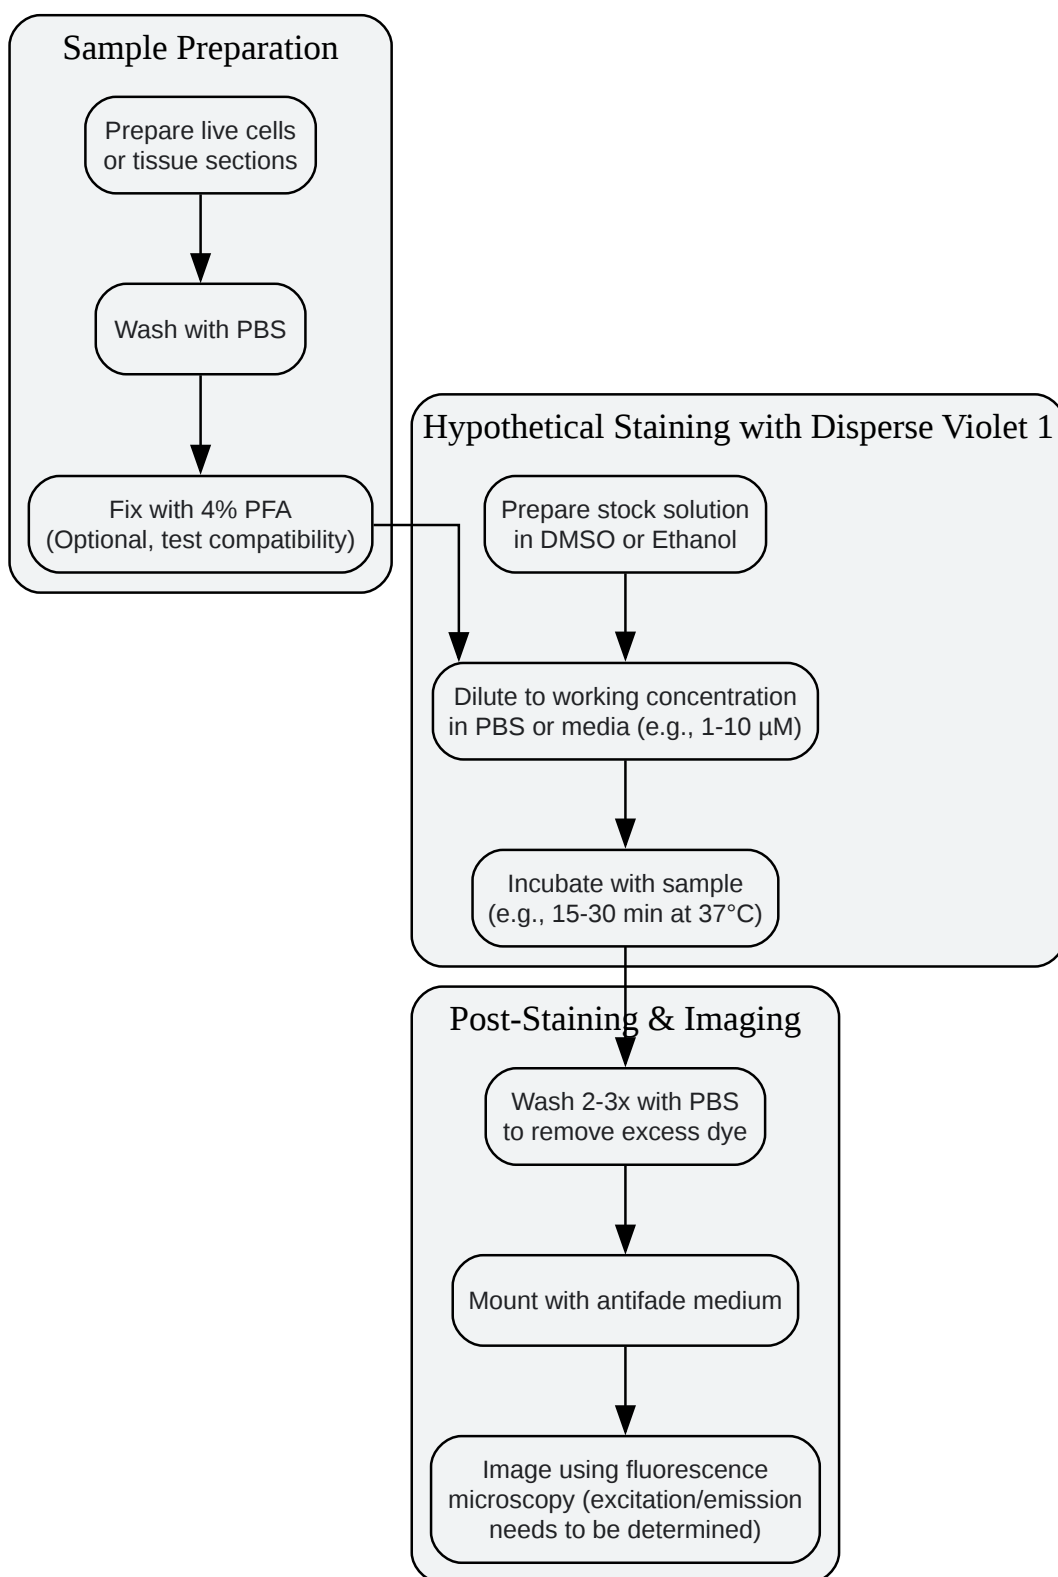 Sample Preparation
Prepare live cells
or tissue sections
Wash with PBS
Fix with 4% PFA
(Optional, test compatibility)
Hypothetical Staining with Disperse Violet 1
Prepare stock solution
in DMSO or Ethanol
Dilute to working concentration
in PBS or media (e.g., 1-10 µM)
Incubate with sample
(e.g., 15-30 min at 37°C)
Post-Staining & Imaging
Wash 2-3x with PBS
to remove excess dye
Mount with antifade medium
Image using fluorescence
microscopy (excitation/emission
needs to be determined)